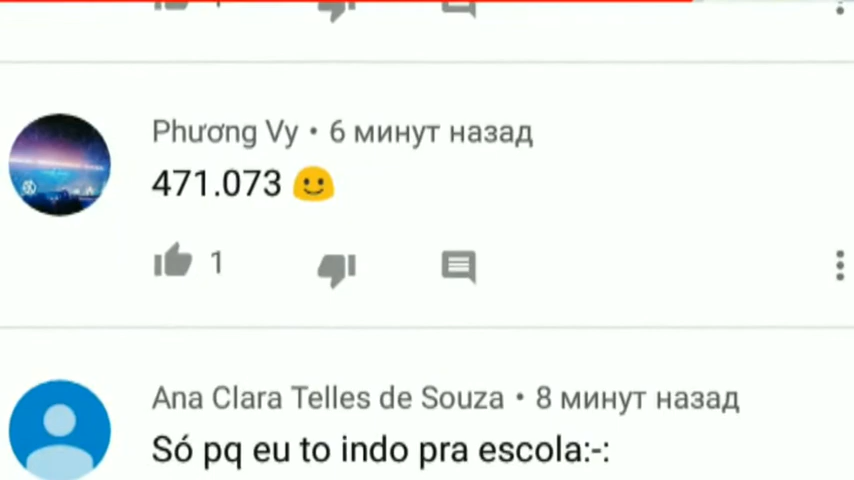 Phương Vy • 6 минут назад
471.073 🙂
1
Ana Clara Telles de Souza • 8 минут назад
Só pq eu to indo pra escola:-: